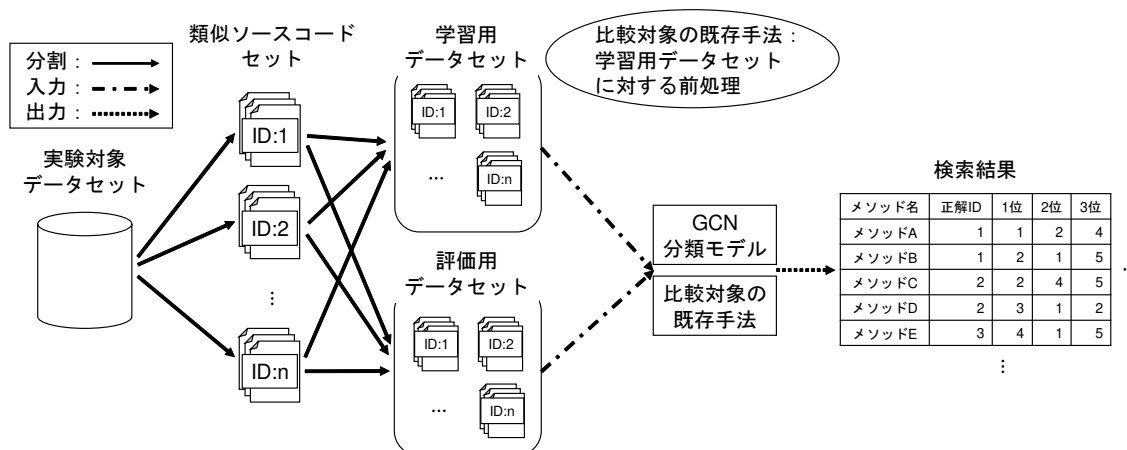 分割：
入力：
出力：
実験対象
データセット
類似ソースコード
セット
ID:1
ID:2
⋮
ID:n
学習用
データセット
ID:1
ID:2
…
ID:n
評価用
データセット
ID:1
ID:2
…
ID:n
比較対象の既存手法：
学習用データセット
に対する前処理
GCN
分類モデル
比較対象の
既存手法
検索結果
メソッド名 正解ID 1位 2位 3位
メソッドA 1 1 2 4
メソッドB 1 2 1 5
メソッドC 2 2 4 5
メソッドD 2 3 1 2
メソッドE 3 4 1 5
⋮